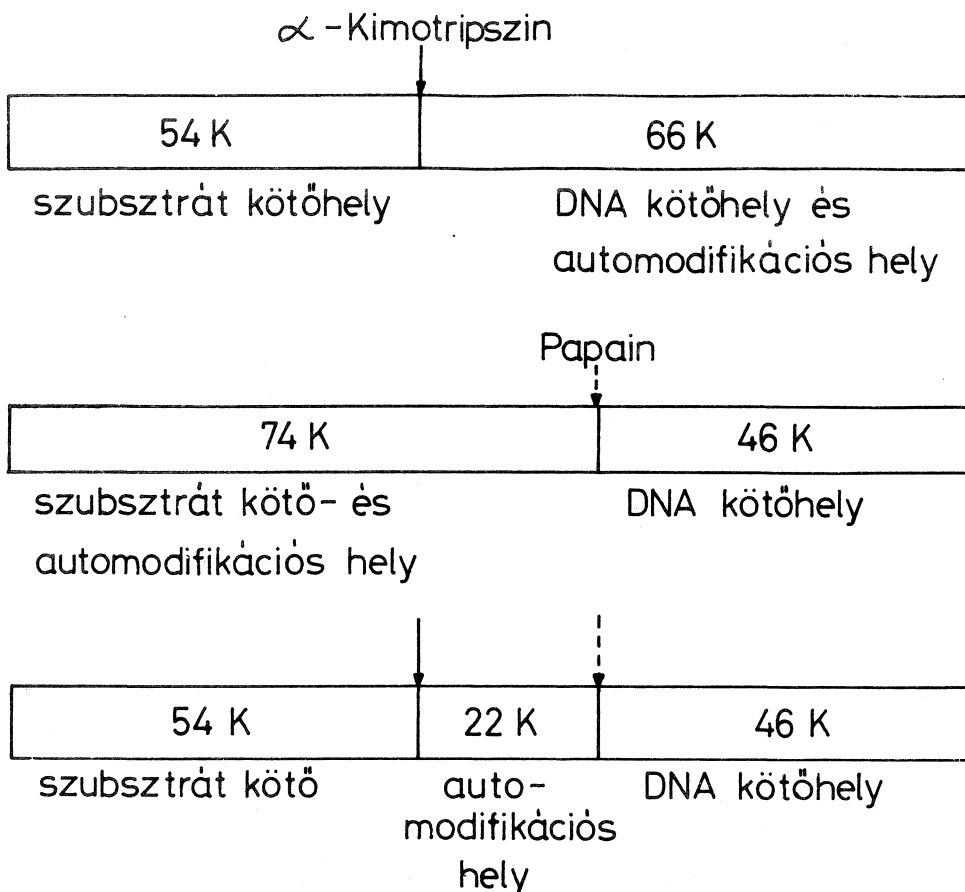 α-Kimotripszin
54 K 66 K
szubsztrát kötőhely DNA kötőhely és
automodifikációs hely
Papain
74 K 46 K
szubsztrát kötő- és DNA kötőhely
automodifikációs hely
54 K 22 K 46 K
szubsztrát kötő auto- DNA kötőhely
modifikációs
hely